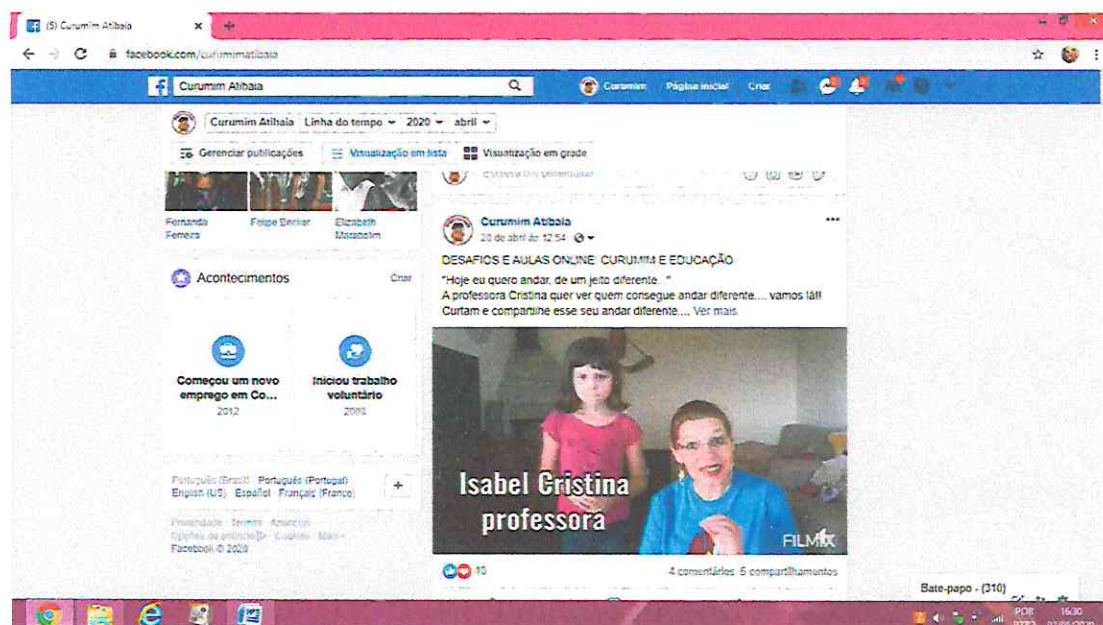 (5) Curumim Atibaia
facebook.com/curumimatibaia
Curumim Atibaia
Curumim Página inicial Criar
Curumim Atibaia Linha do tempo 2020 abril
Gerenciar publicações Visualização em lista Visualização em grade
Fernanda Ferreira
Felipe Becker
Elizabeth
Acontecimentos Criar
Começou um novo emprego em Co...
2012
Iniciou trabalho voluntário
Português (Brasil) · Português (Portugal)
English (US) · Español · Français (France)
Privacidade · Termos · Anúncios
Cookies · Mais
Facebook © 2020
Curumim Atibaia
20 de abril às 12:54
DESAFIOS E AULAS ONLINE: CURUMIM E EDUCAÇÃO
"Hoje eu quero andar, de um jeito diferente..."
A professora Cristina quer ver quem consegue andar diferente.... vamos lá!!
Curtam e compartilhe esse seu andar diferente.... Ver mais
Isabel Cristina
professora
FILMIX
10
4 comentários 5 compartilhamentos
Bate-papo - (310)
POR 16:30